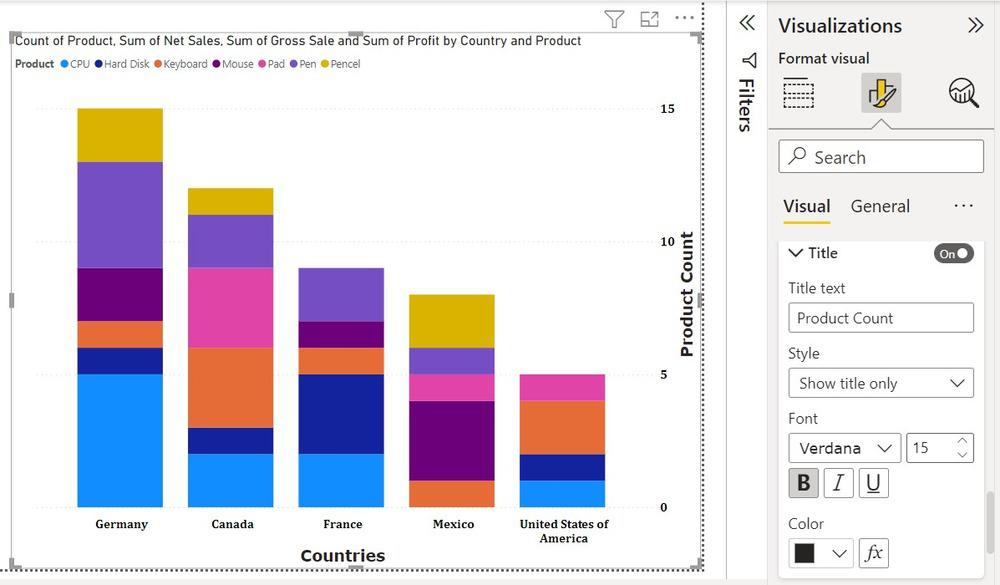 Count of Product, Sum of Net Sales, Sum of Gross Sale and Sum of Profit by Country and Product
Product CPU Hard Disk Keyboard Mouse Pad Pen Pencel
15
10
5
0
Product Count
Germany Canada France Mexico United States of
America
Countries
Filters
Visualizations
Format visual
Search
Visual General
Title On
Title text
Product Count
Style
Show title only
Font
Verdana 15
B I U
Color
fx